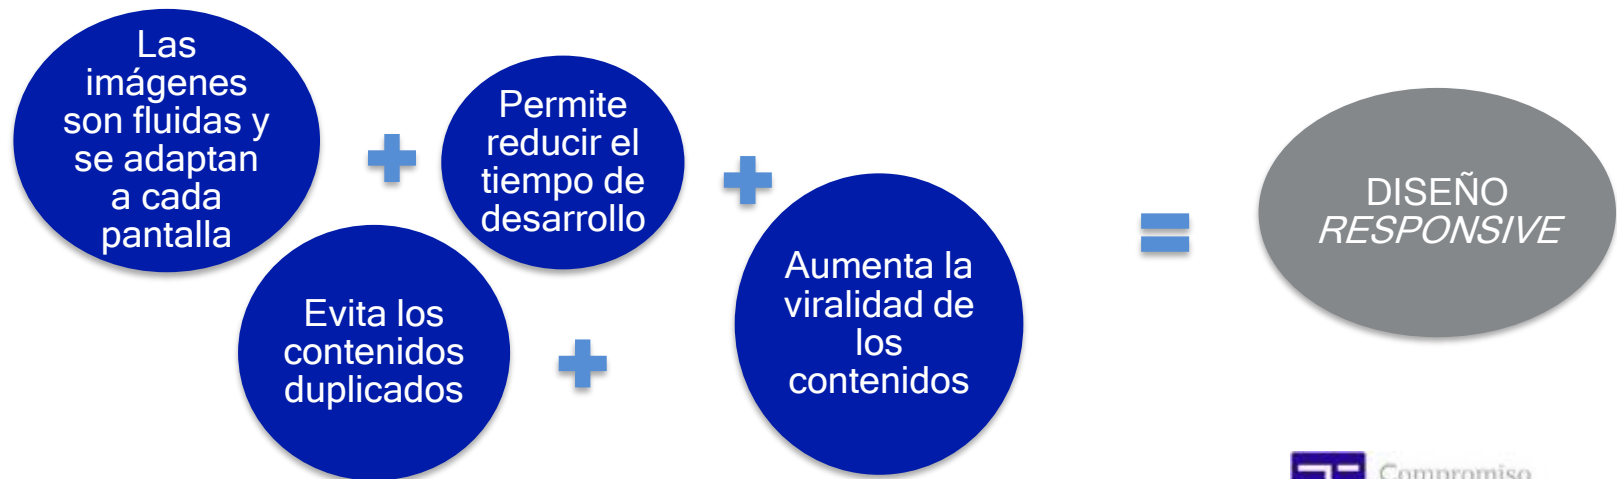 Las
imágenes
son fluidas y
se adaptan
a cada
pantalla
Permite
reducir el
tiempo de
desarrollo
Evita los
contenidos
duplicados
Aumenta la
viralidad de
los
contenidos
DISEÑO
RESPONSIVE
Compromiso